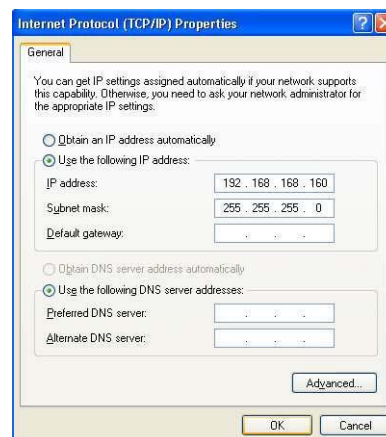 Internet Protocol (TCP/IP) Properties
?
X
General
You can get IP settings assigned automatically if your network supports
this capability. Otherwise, you need to ask your network administrator for
the appropriate IP settings.
Obtain an IP address automatically
Use the following IP address:
IP address: 192 . 168 . 168 . 160
Subnet mask: 255 . 255 . 255 . 0
Default gateway: . . .
Obtain DNS server address automatically
Use the following DNS server addresses:
Preferred DNS server: . . .
Alternate DNS server: . . .
Advanced...
OK Cancel